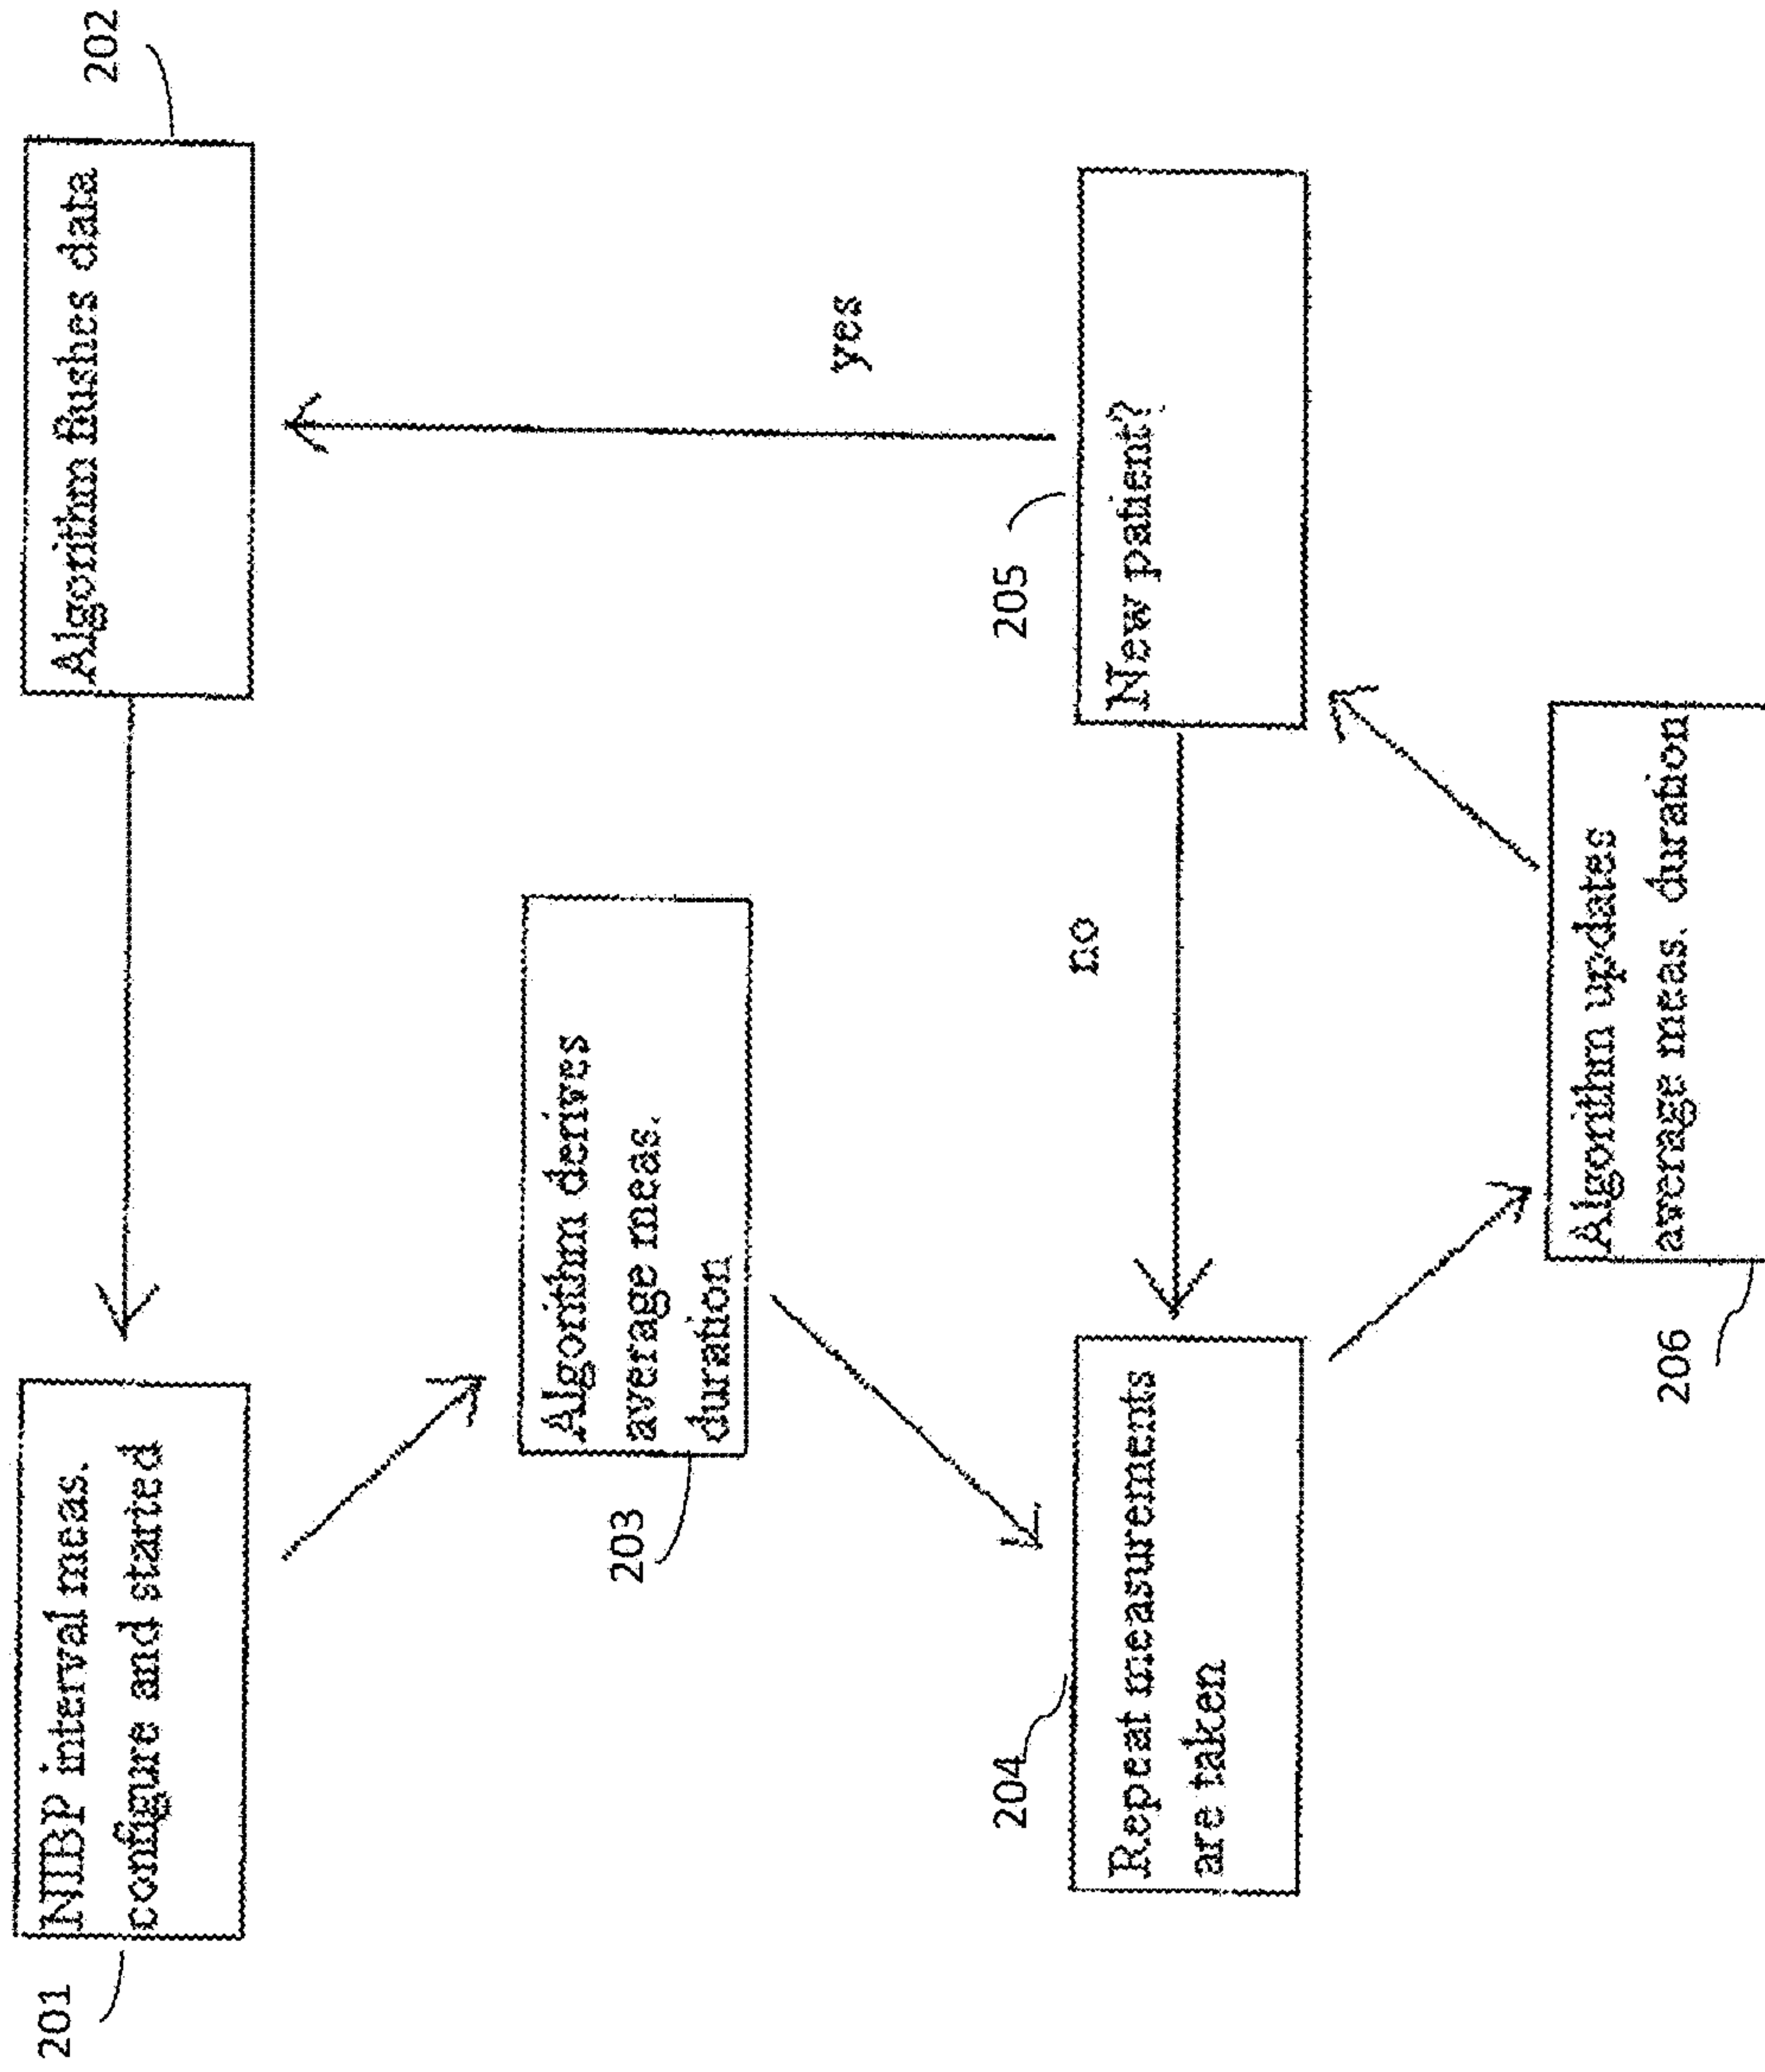 201
NIBP interval meas.
configure and started
202
Algorithm flushes data
203
Algorithm derives
average meas.
duration
204
Repeat measurements
are taken
no
205
New patient?
yes
206
Algorithm updates
average meas. duration